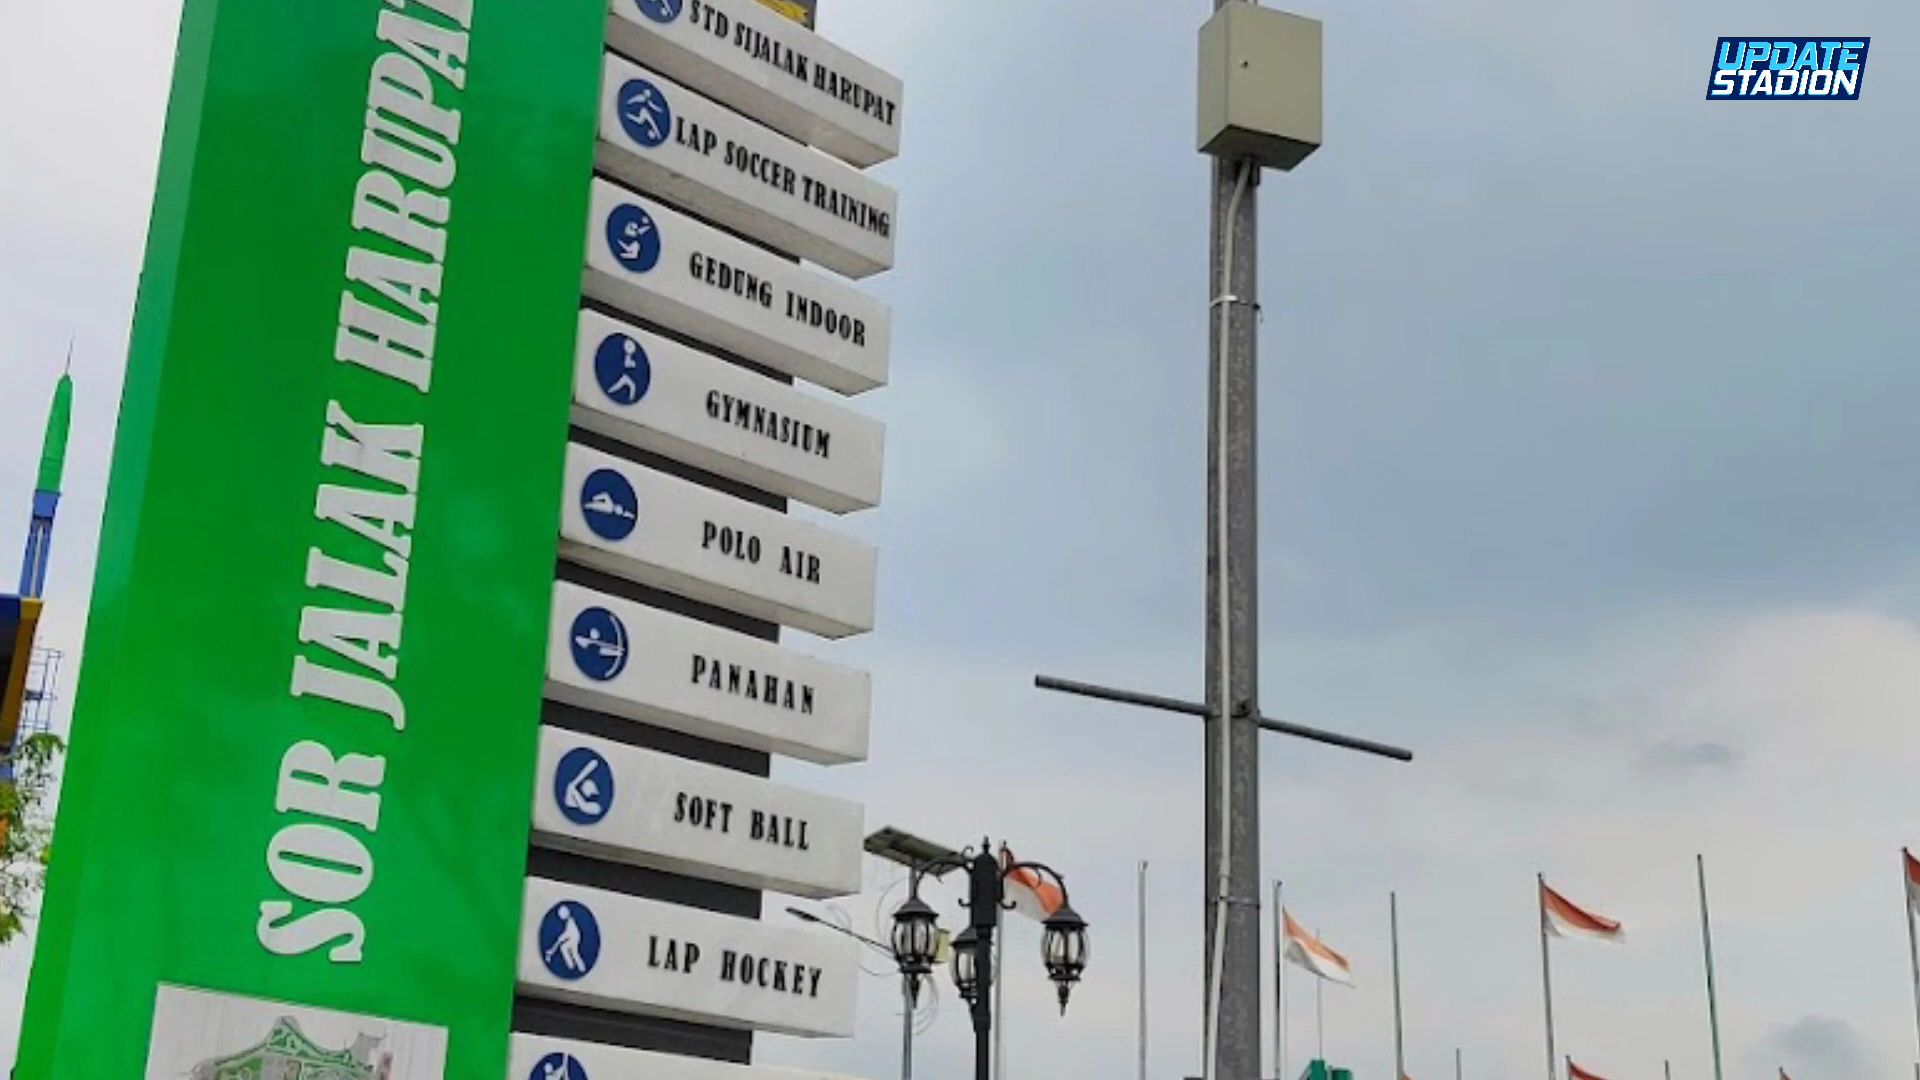 SOR JALAK HARUPAT
STD SIJALAK HARUPAT
LAP SOCCER TRAINING
GEDUNG INDOOR
GYMNASIUM
POLO AIR
PANAHAN
SOFT BALL
LAP HOCKEY
UPDATE
STADION